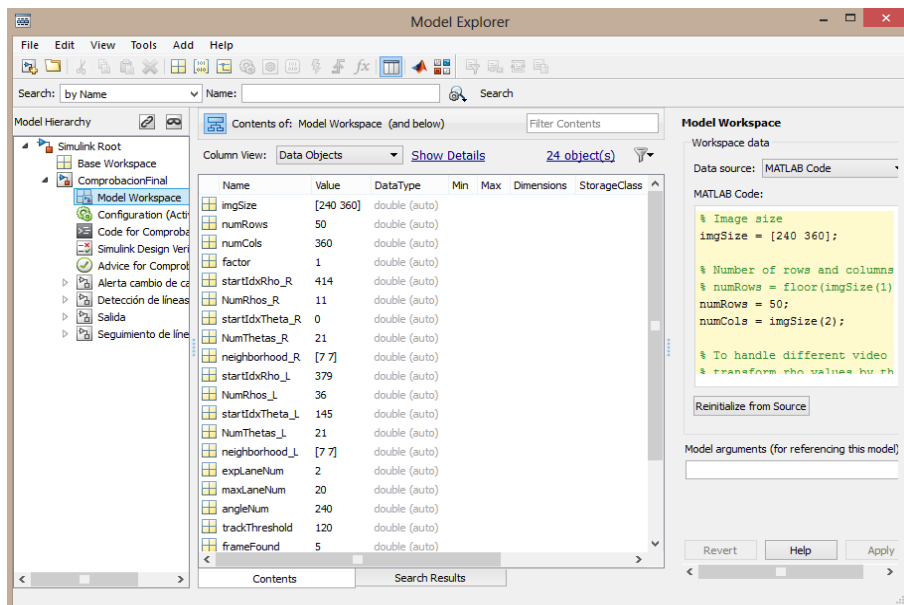 Model Explorer
File Edit View Tools Add Help
Search: by Name Name: Search
Model Hierarchy
Simulink Root
Base Workspace
ComprobacionFinal
Model Workspace
Configuration (Acti
Code for Comproba
Simulink Design Veri
Advice for Comprob
Alerta cambio de ca
Detección de líneas
Salida
Seguimiento de líne
Contents of: Model Workspace (and below) Filter Contents
Column View: Data Objects Show Details 24 object(s)
Name Value DataType Min Max Dimensions StorageClass
imgSize [240 360] double (auto)
numRows 50 double (auto)
numCols 360 double (auto)
factor 1 double (auto)
startIdxRho_R 414 double (auto)
NumRhos_R 11 double (auto)
startIdxTheta_R 0 double (auto)
NumThetas_R 21 double (auto)
neighborhood_R [7 7] double (auto)
startIdxRho_L 379 double (auto)
NumRhos_L 36 double (auto)
startIdxTheta_L 145 double (auto)
NumThetas_L 21 double (auto)
neighborhood_L [7 7] double (auto)
expLaneNum 2 double (auto)
maxLaneNum 20 double (auto)
angleNum 240 double (auto)
trackThreshold 120 double (auto)
frameFound 5 double (auto)
Contents Search Results
Model Workspace
Workspace data
Data source: MATLAB Code
MATLAB Code:
% Image size
imgSize = [240 360];
% Number of rows and columns
% numRows = floor(imgSize(1)
numRows = 50;
numCols = imgSize(2);
% To handle different video
% transform rho values by th
Reinitialize from Source
Model arguments (for referencing this model)
Revert Help Apply